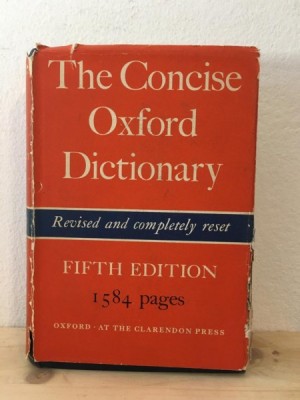 The Concise
Oxford
Dictionary
Revised and completely reset
FIFTH EDITION
1584 pages
OXFORD · AT THE CLARENDON PRESS